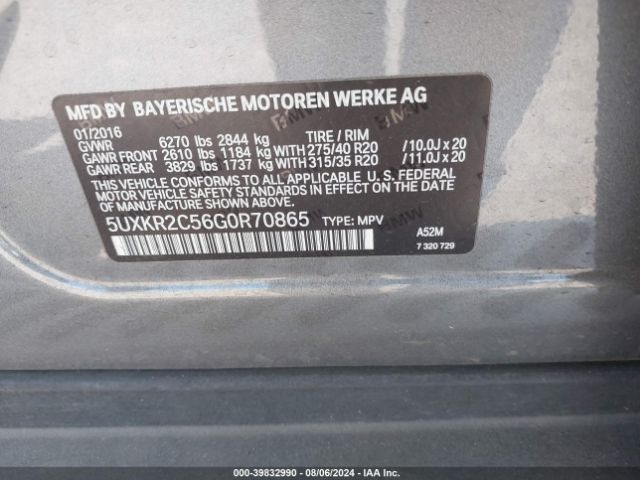 MFD BY BAYERISCHE MOTOREN WERKE AG
01/2016
GVWR 6270 lbs 2844 kg TIRE / RIM
GAWR FRONT 2610 lbs 1184 kg WITH 275/40 R20 /10.0J x 20
GAWR REAR 3829 lbs 1737 kg WITH 315/35 R20 /11.0J x 20
THIS VEHICLE CONFORMS TO ALL APPLICABLE U. S. FEDERAL
MOTOR VEHICLE SAFETY STANDARDS IN EFFECT ON THE DATE OF
MANUFACTURE SHOWN ABOVE.
5UXKR2C56G0R70865 TYPE: MPV
A52M
7 320 729
COPART STOCK: 39832990 - 08/06/2024 - IAA Inc.